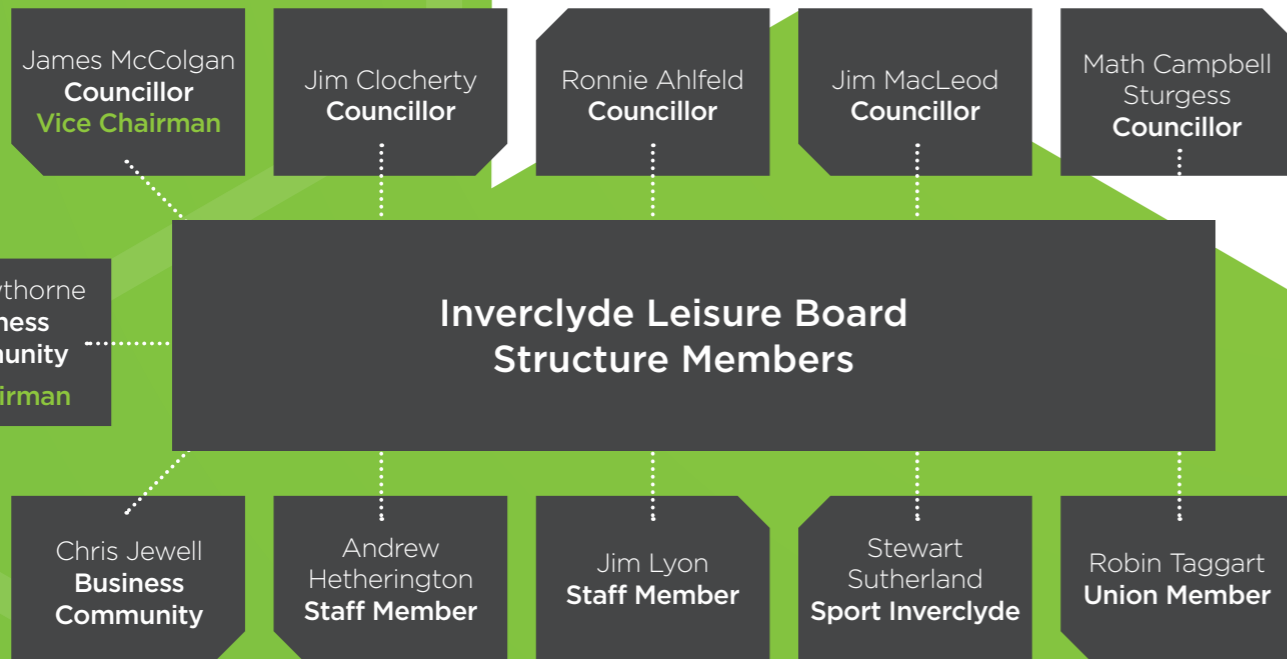 James McColgan
Councillor
Vice Chairman
Jim Clocherty
Councillor
Ronnie Ahlfeld
Councillor
Jim MacLeod
Councillor
Math Campbell
Sturgess
Councillor
Inverclyde Leisure Board
Structure Members
Chris Jewell
Business
Community
Andrew
Hetherington
Staff Member
Jim Lyon
Staff Member
Stewart
Sutherland
Sport Inverclyde
Robin Taggart
Union Member